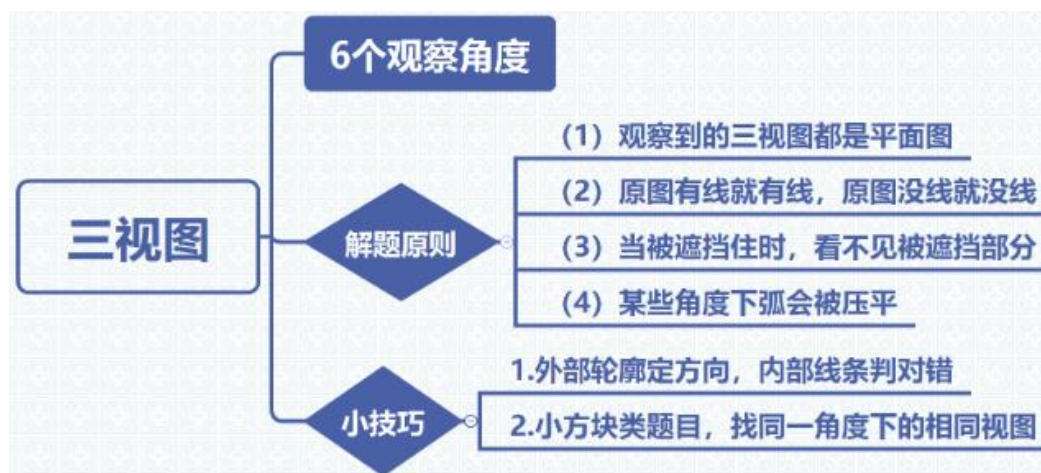 6个观察角度
三视图
解题原则
（1）观察到的三视图都是平面图
（2）原图有线就有线，原图没线就没线
（3）当被遮挡住时，看不见被遮挡部分
（4）某些角度下弧会被压平
小技巧
1.外部轮廓定方向，内部线条判对错
2.小方块类题目，找同一角度下的相同视图